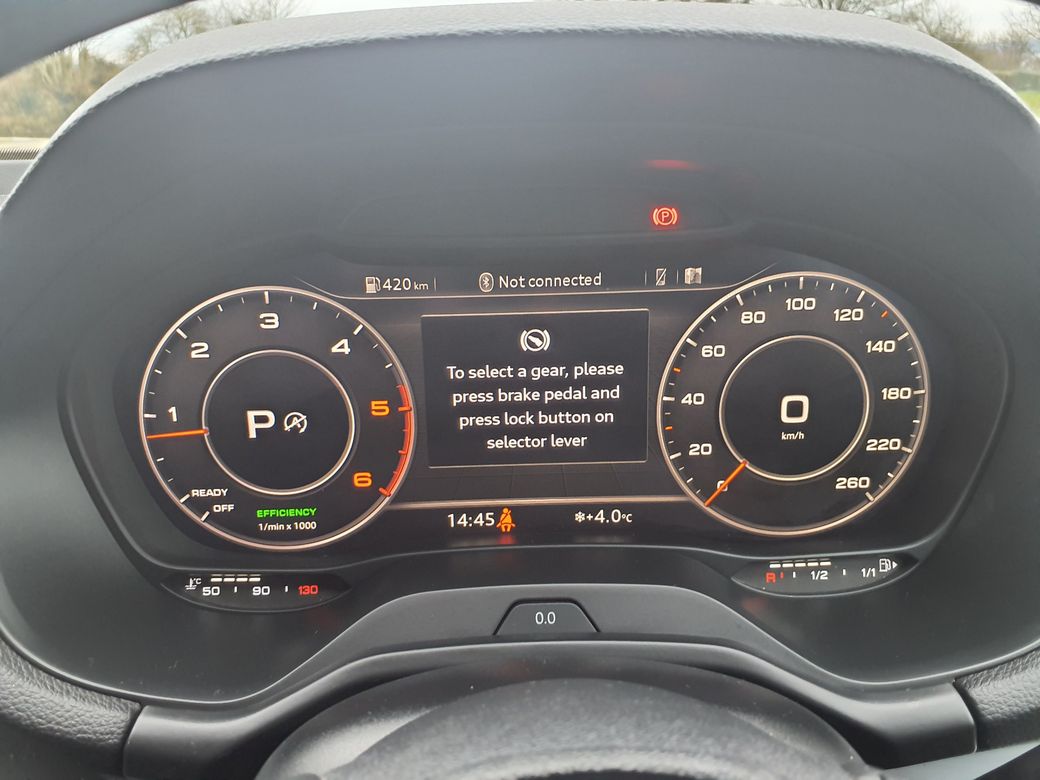 P
420 km
Not connected
To select a gear, please
press brake pedal and
press lock button on
selector lever
1
2
3
4
5
6
P A
READY
OFF
EFFICIENCY
1/min x 1000
0
20
40
60
80
100
120
140
180
220
260
0
km/h
14:45
+4.0°C
°C
50
90
130
R
1/2
1/1
0.0